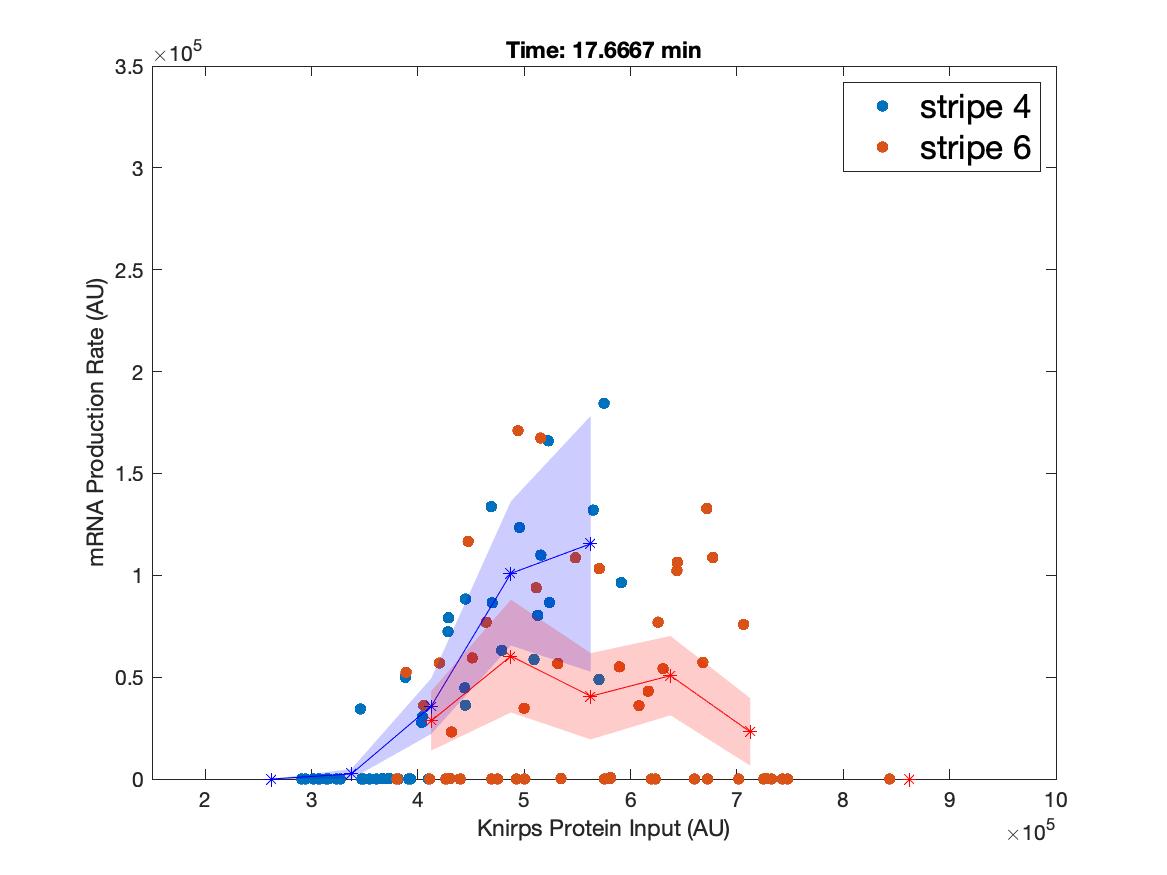 Time: 17.6667 min
×10⁵
3.5
3
2.5
2
1.5
1
0.5
0
stripe 4
stripe 6
mRNA Production Rate (AU)
2 3 4 5 6 7 8 9 10
Knirps Protein Input (AU)
×10⁵